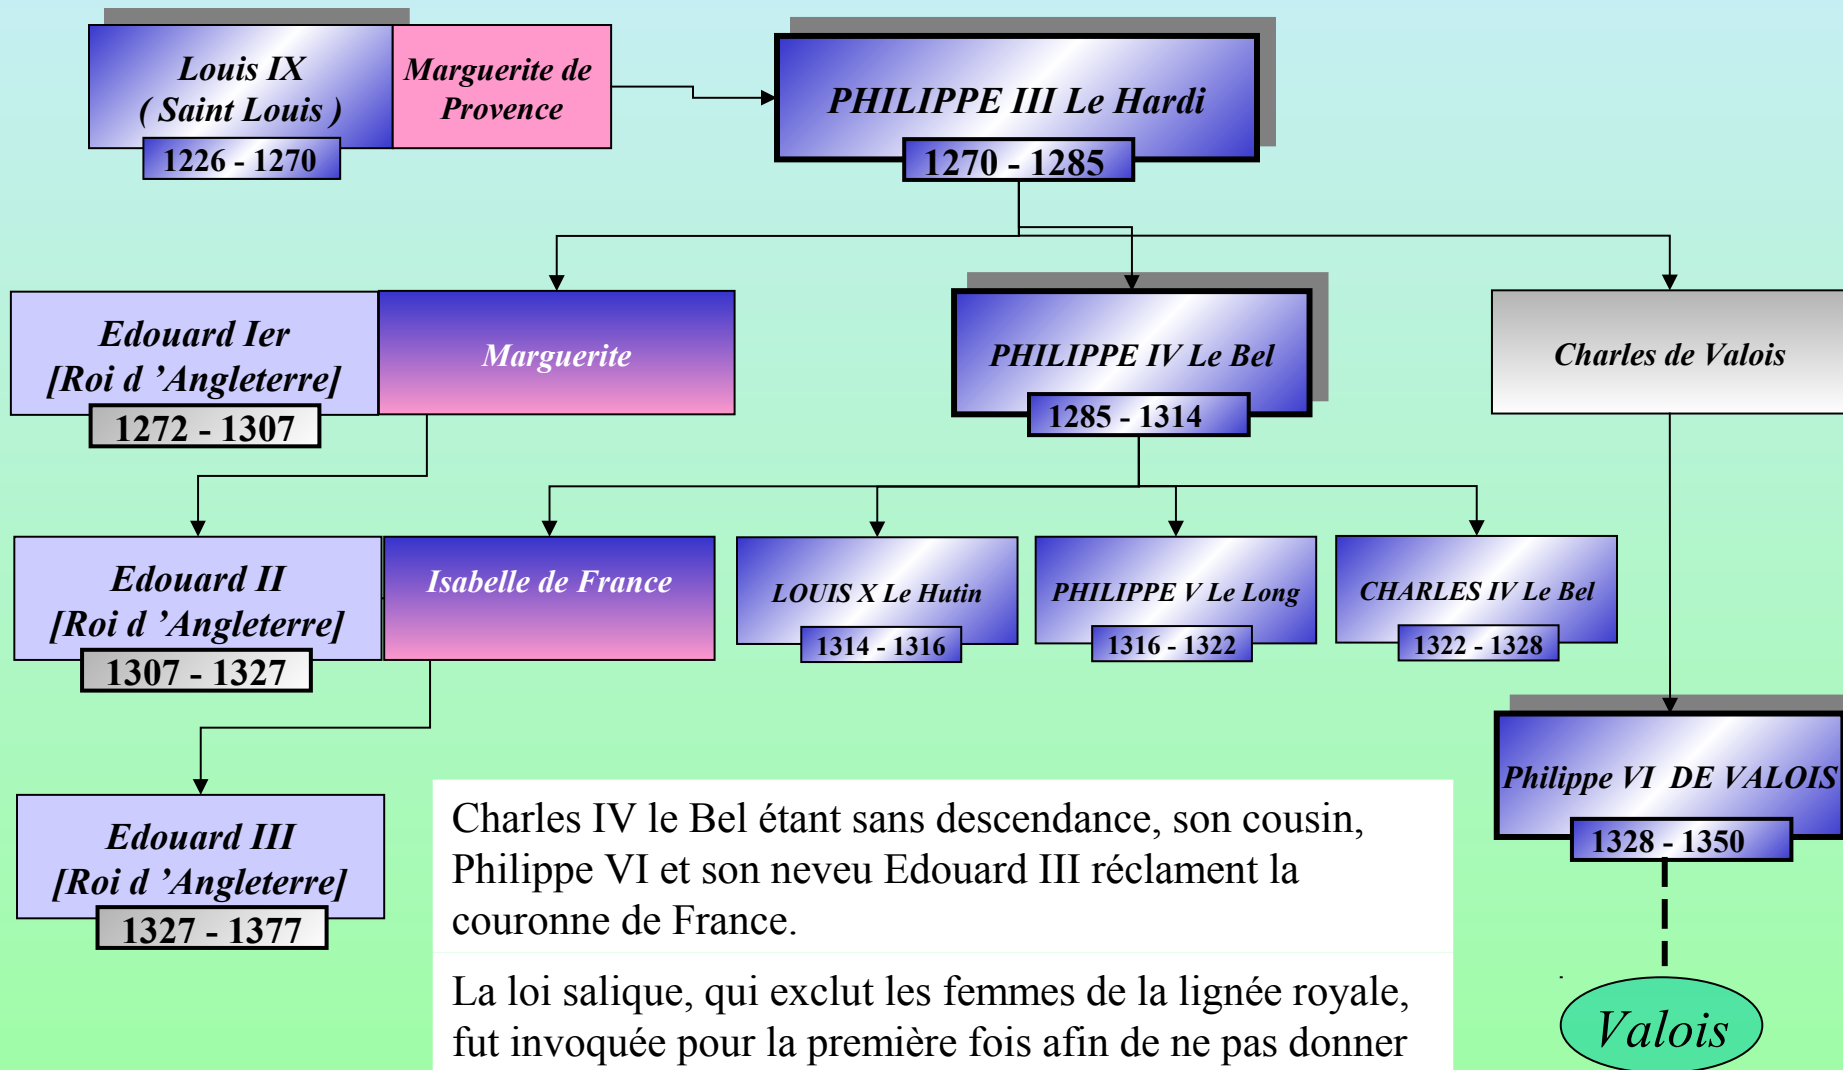 Louis IX
( Saint Louis )
1226 - 1270
Marguerite de
Provence
PHILIPPE III Le Hardi
1270 - 1285
Edouard Ier
[Roi d ’Angleterre]
1272 - 1307
Marguerite
PHILIPPE IV Le Bel
1285 - 1314
Charles de Valois
Edouard II
[Roi d ’Angleterre]
1307 - 1327
Isabelle de France
LOUIS X Le Hutin
1314 - 1316
PHILIPPE V Le Long
1316 - 1322
CHARLES IV Le Bel
1322 - 1328
Philippe VI DE VALOIS
1328 - 1350
Edouard III
[Roi d ’Angleterre]
1327 - 1377
Charles IV le Bel étant sans descendance, son cousin,
Philippe VI et son neveu Edouard III réclament la
couronne de France.
La loi salique, qui exclut les femmes de la lignée royale,
fut invoquée pour la première fois afin de ne pas donner
Valois